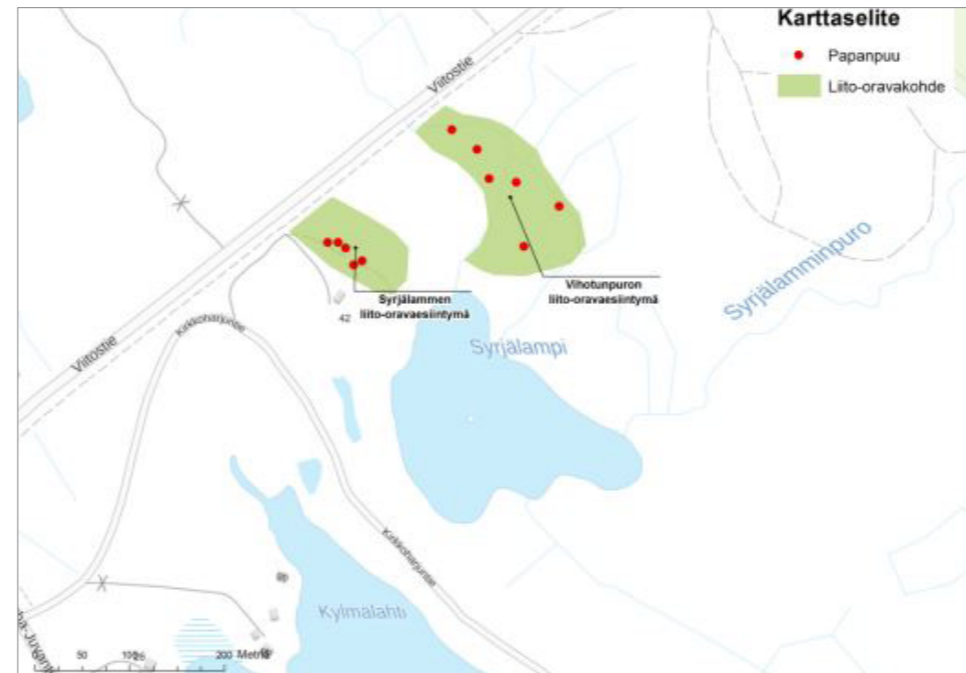 Karttaselite
Papanpuu
Liito-oravakohde
Viitostie
Syrjälamminpuro
Vihotunpuron
liito-oravaesiintymä
Syrjälammen
liito-oravaesiintymä
42
Kirkkoharjuntie
Viitostie
Syrjälampi
Kirkkoharjuntie
Kylmälahti
50
200 Metriä